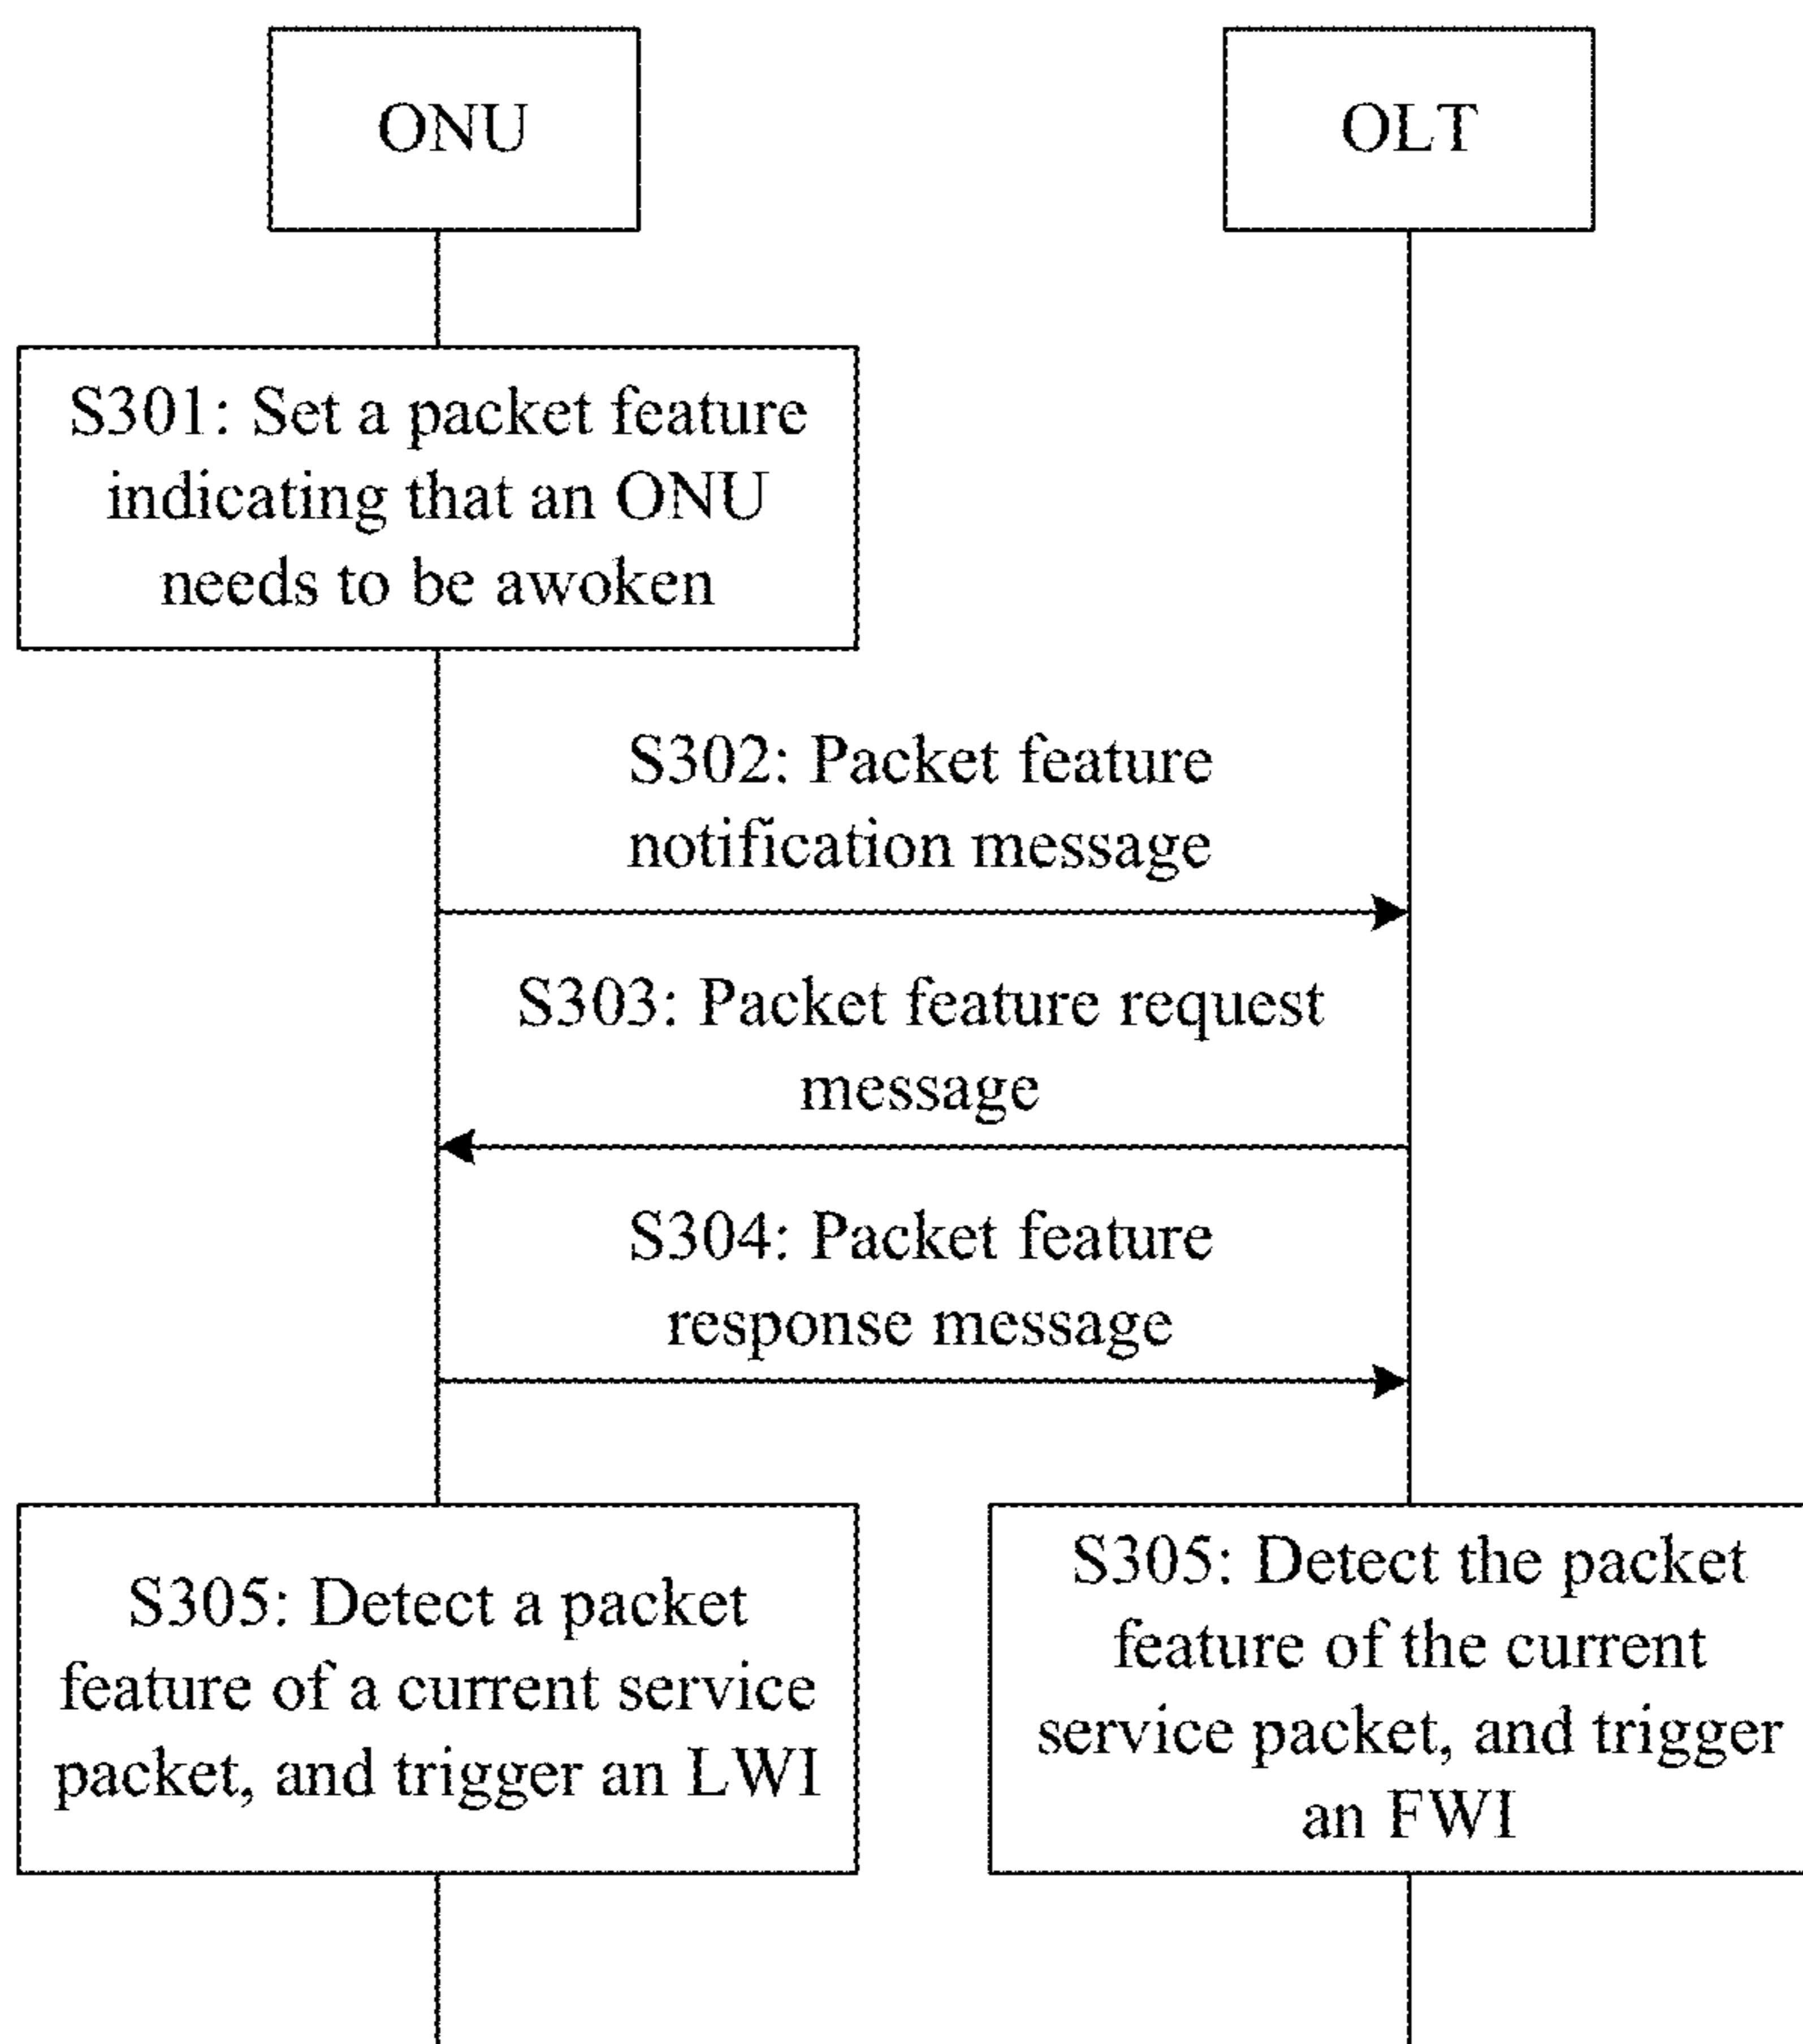 ONU
OLT
S301: Set a packet feature
indicating that an ONU
needs to be awoken
S302: Packet feature
notification message
S303: Packet feature request
message
S304: Packet feature
response message
S305: Detect a packet
feature of a current service
packet, and trigger an LWI
S305: Detect the packet
feature of the current
service packet, and trigger
an FWI